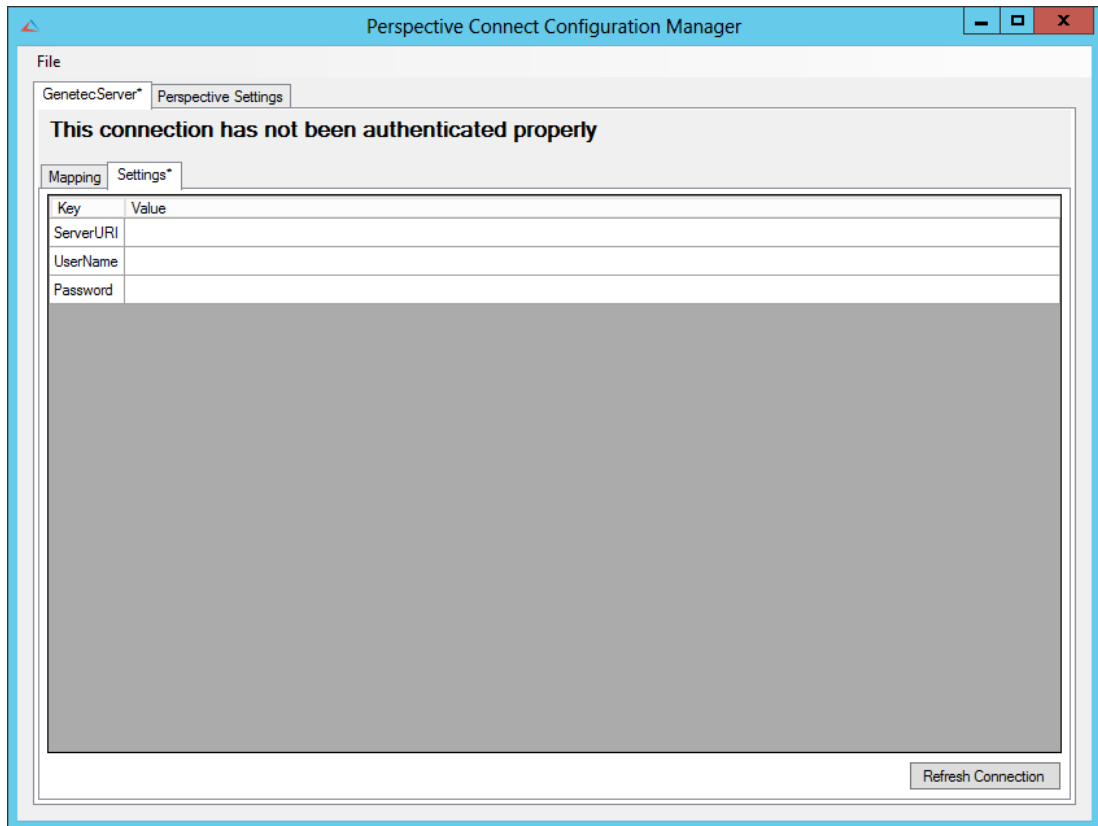 Perspective Connect Configuration Manager
File
GenetecServer* Perspective Settings
This connection has not been authenticated properly
Mapping Settings*
Key Value
ServerURI
UserName
Password
Refresh Connection